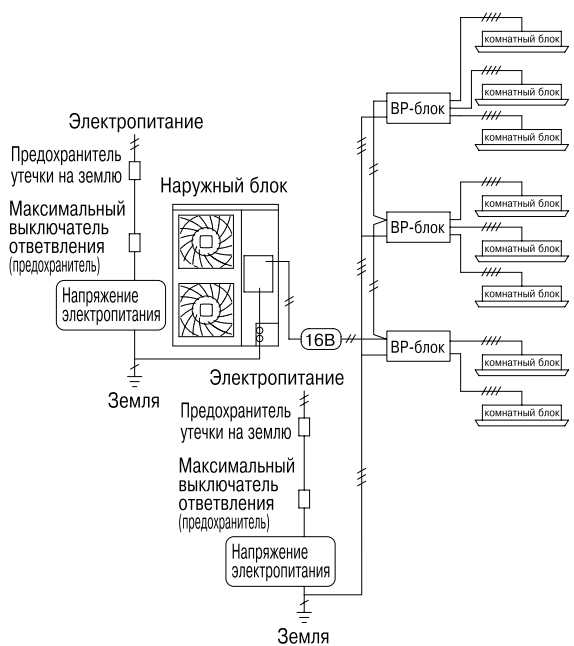 комнатный блок
комнатный блок
BP-блок
комнатный блок
Электропитание
Предохранитель
утечки на землю
Наружный блок
Максимальный
выключатель
ответвления
(предохранитель)
Напряжение
электропитания
Земля
комнатный блок
BP-блок
комнатный блок
комнатный блок
16В
BP-блок
комнатный блок
комнатный блок
Электропитание
Предохранитель
утечки на землю
Максимальный
выключатель
ответвления
(предохранитель)
Напряжение
электропитания
Земля